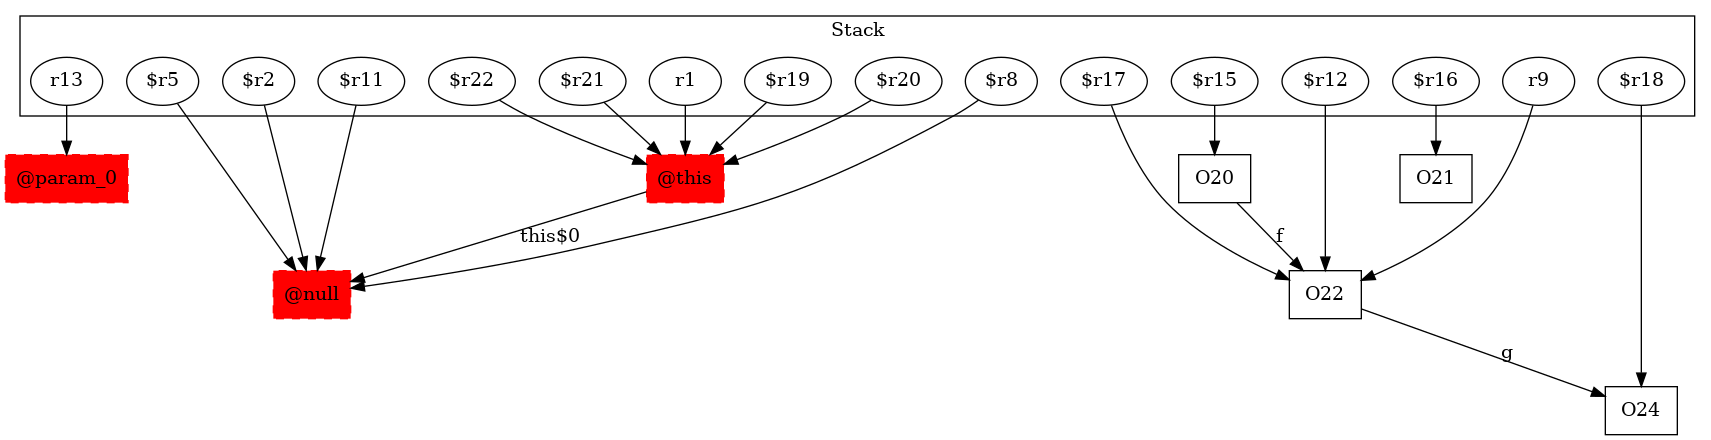 Stack
r13 $r5 $r2 $r11 $r22 $r21 r1 $r19 $r20 $r8 $r17 $r15 $r12 $r16 r9 $r18
@param_0 @this O20 O21
this$0 f
@null O22
g
O24